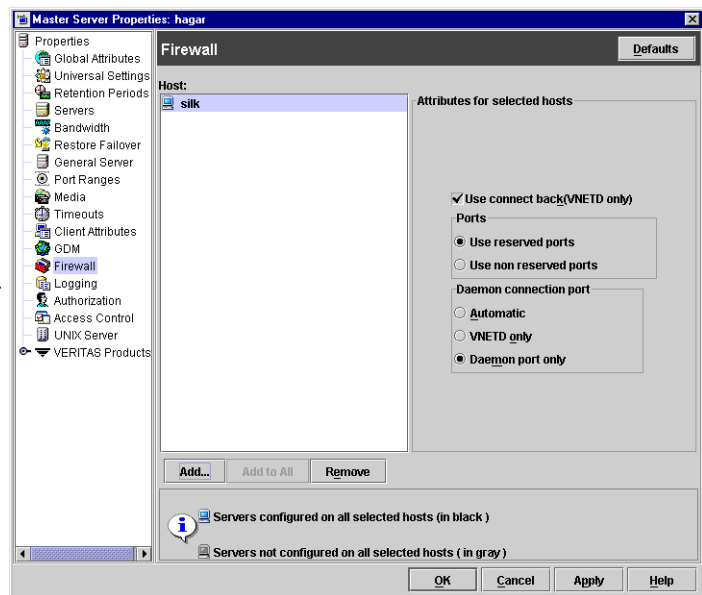 Master Server Properties: hagar
Properties
Global Attributes
Universal Settings
Retention Periods
Servers
Bandwidth
Restore Failover
General Server
Port Ranges
Media
Timeouts
Client Attributes
GDM
Firewall
Logging
Authorization
Access Control
UNIX Server
VERITAS Products
Firewall
Defaults
Host:
silk
Attributes for selected hosts
Use connect back(VNETD only)
Ports
Use reserved ports
Use non reserved ports
Daemon connection port
Automatic
VNETD only
Daemon port only
Add...
Add to All
Remove
Servers configured on all selected hosts (in black )
Servers not configured on all selected hosts ( in gray )
OK
Cancel
Apply
Help